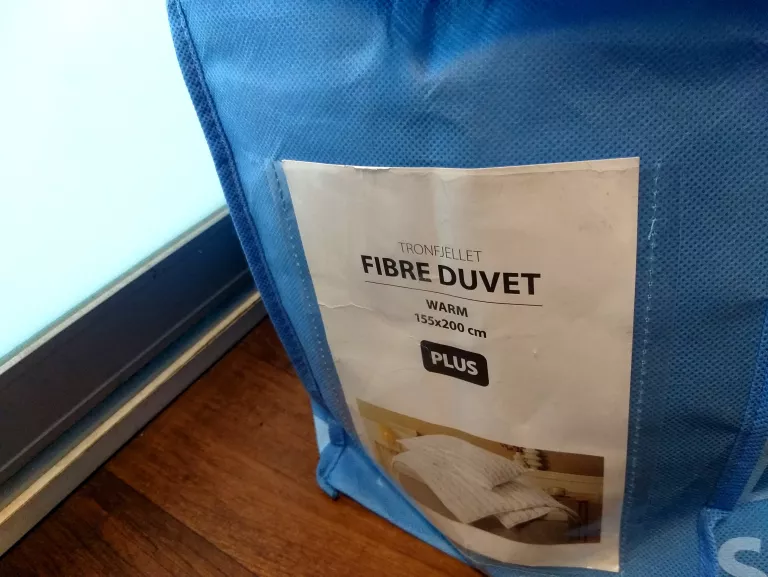 TRONFJELLET
FIBRE DUVET
WARM
155x200 cm
PLUS
S